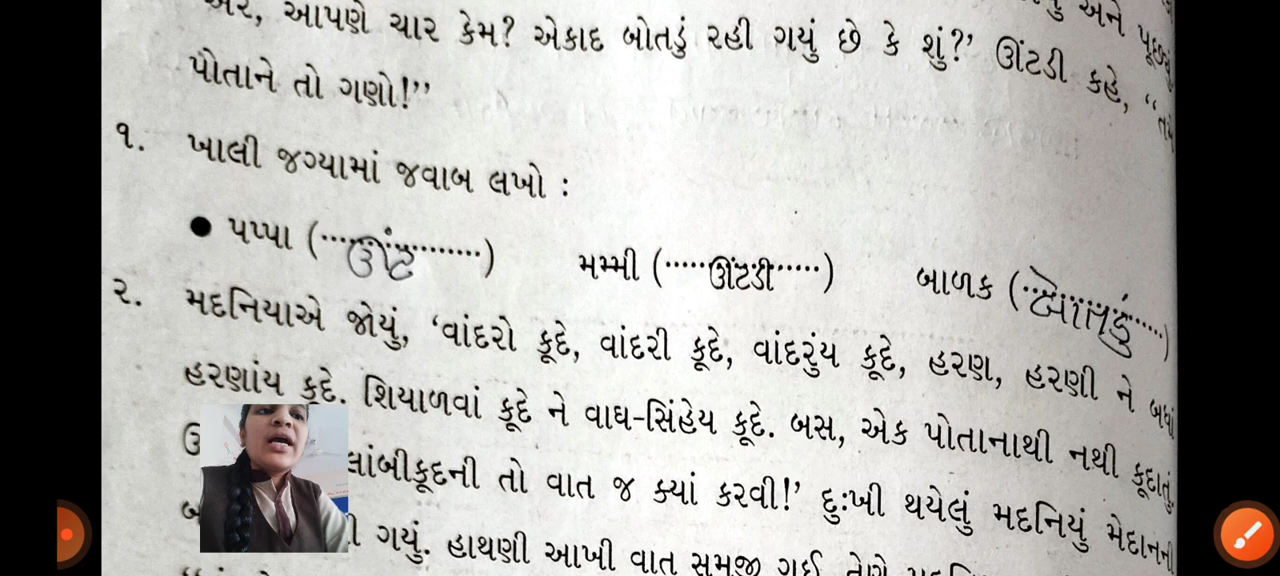 આપણે ચાર કેમ? એકાદ બોતડું રહી ગયું છે કે શું?' ઊંટડી કહે, “તમે
પોતાને તો ગણો!”
૧. ખાલી જગ્યામાં જવાબ લખો :
● પપ્પા (.....ઊંટ..........) મમ્મી (.....ઊંટડી......) બાળક (..બોતડું.....)
૨. મદનિયાએ જોયું, ‘વાંદરો કૂદે, વાંદરી કૂદે, વાંદરુંય કૂદે, હરણ, હરણી ને બધાં
હરણાંય કૂદે. શિયાળવાં કૂદે ને વાઘ-સિંહેય કૂદે. બસ, એક પોતાનાથી નથી કૂદાતું.
લાંબીકૂદની તો વાત જ ક્યાં કરવી!’ દુઃખી થયેલું મદનિયું મેદાનની
ગયું. હાથણી આખી વાત સમજી ગઈ.